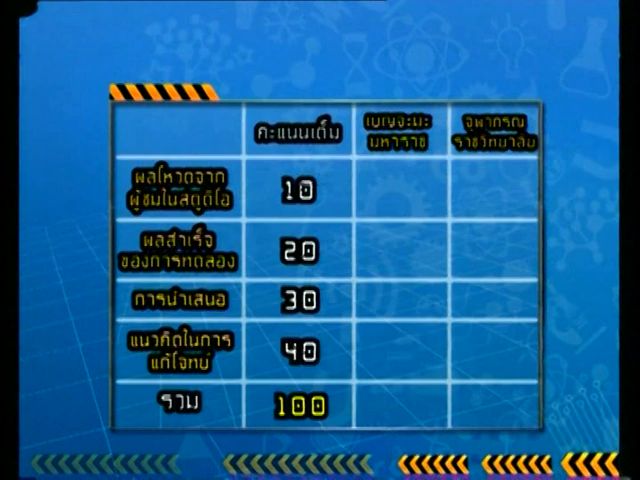 คะแนนเต็ม
เบญจะมะ
มหาราช
จุฬาภรณ
ราชวิทยาลัย
ผลโหวตจาก
ผู้ชมในสตูดิโอ
10
ผลสำเร็จ
ของการทดลอง
20
การนำเสนอ
30
แนวคิดในการ
แก้โจทย์
40
รวม
100